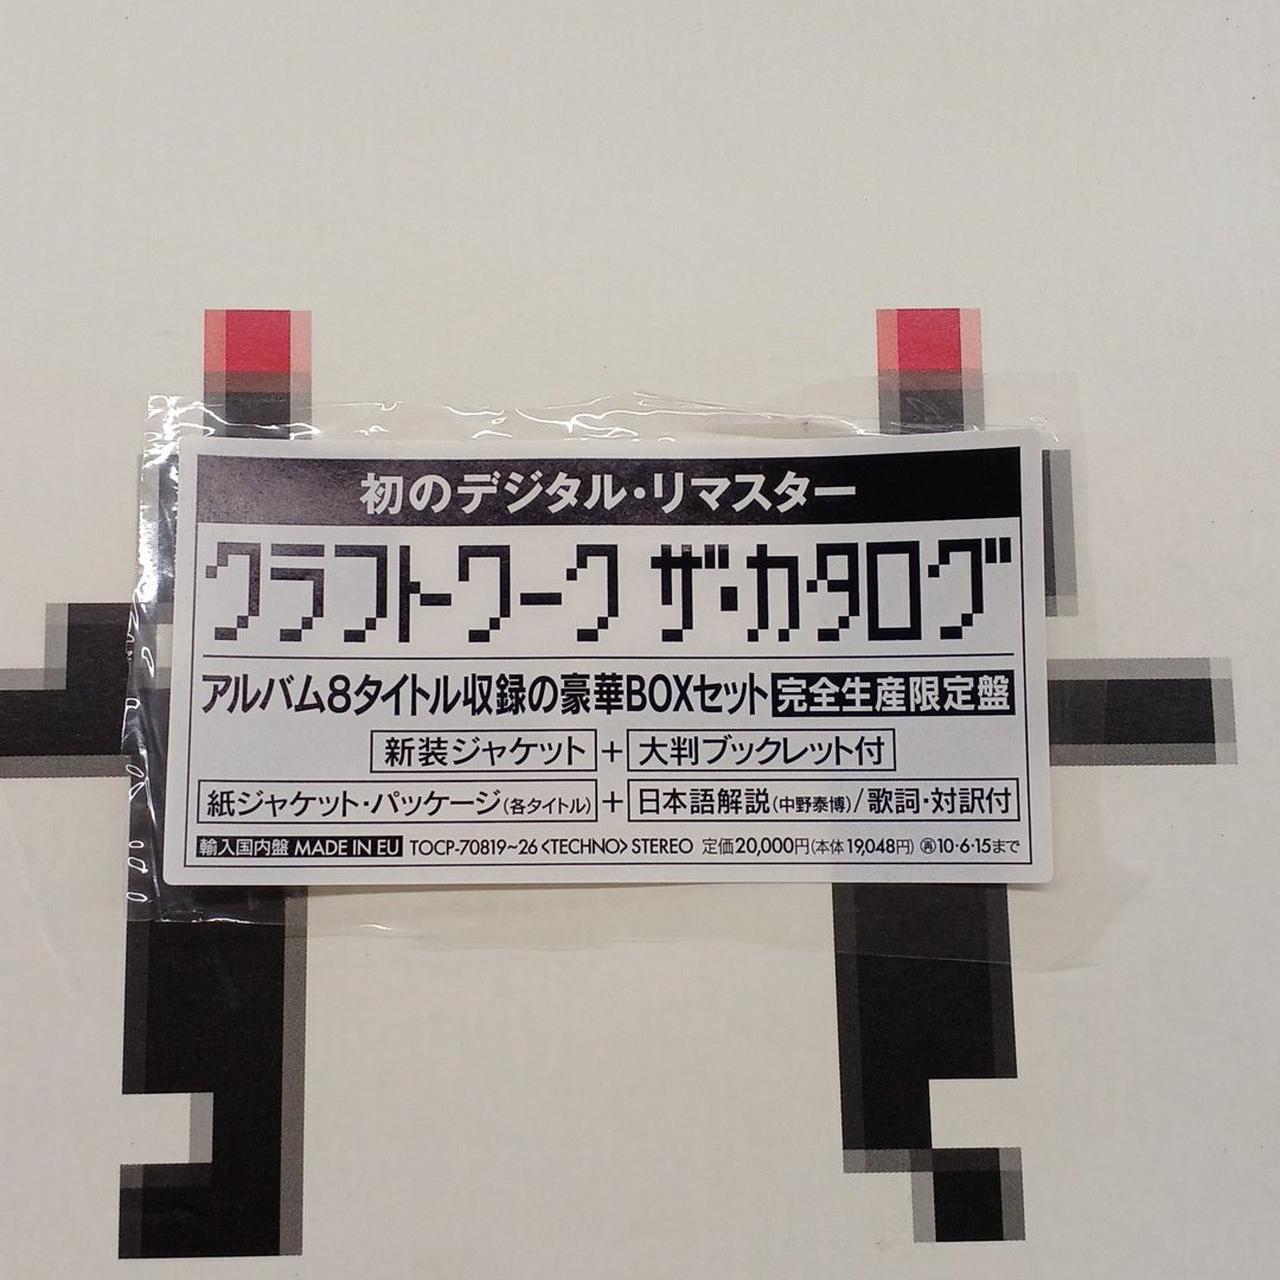 初のデジタル・リマスター
クラフトワーク ザ・カタログ
アルバム8タイトル収録の豪華BOXセット 完全生産限定盤
新装ジャケット + 大判ブックレット付
紙ジャケット・パッケージ(各タイトル) + 日本語解説(中野泰博)/歌詞・対訳付
輸入国内盤 MADE IN EU TOCP-70819~26 <TECHNO> STEREO 定価20,000円(本体19,048円) ㊢10・6・15まで